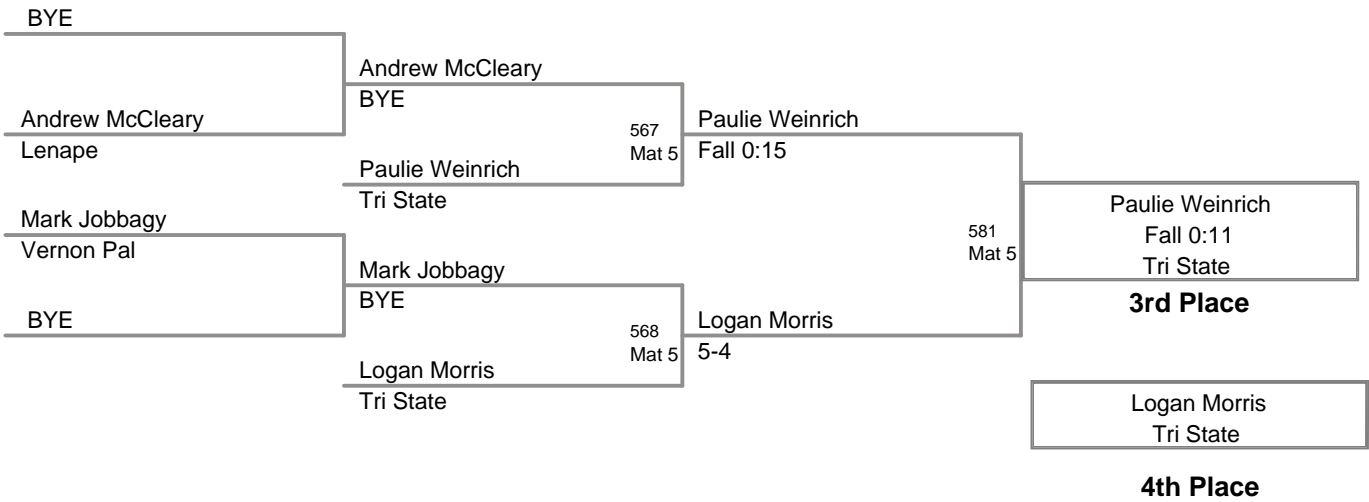 BYE
Andrew McCleary
Lenape
Mark Jobbagy
Vernon Pal
BYE
Andrew McCleary
BYE
567
Mat 5
Paulie Weinrich
Tri State
Mark Jobbagy
BYE
568
Mat 5
Logan Morris
Tri State
Paulie Weinrich
Fall 0:15
581
Mat 5
Logan Morris
5-4
Paulie Weinrich
Fall 0:11
Tri State
3rd Place
Logan Morris
Tri State
4th Place